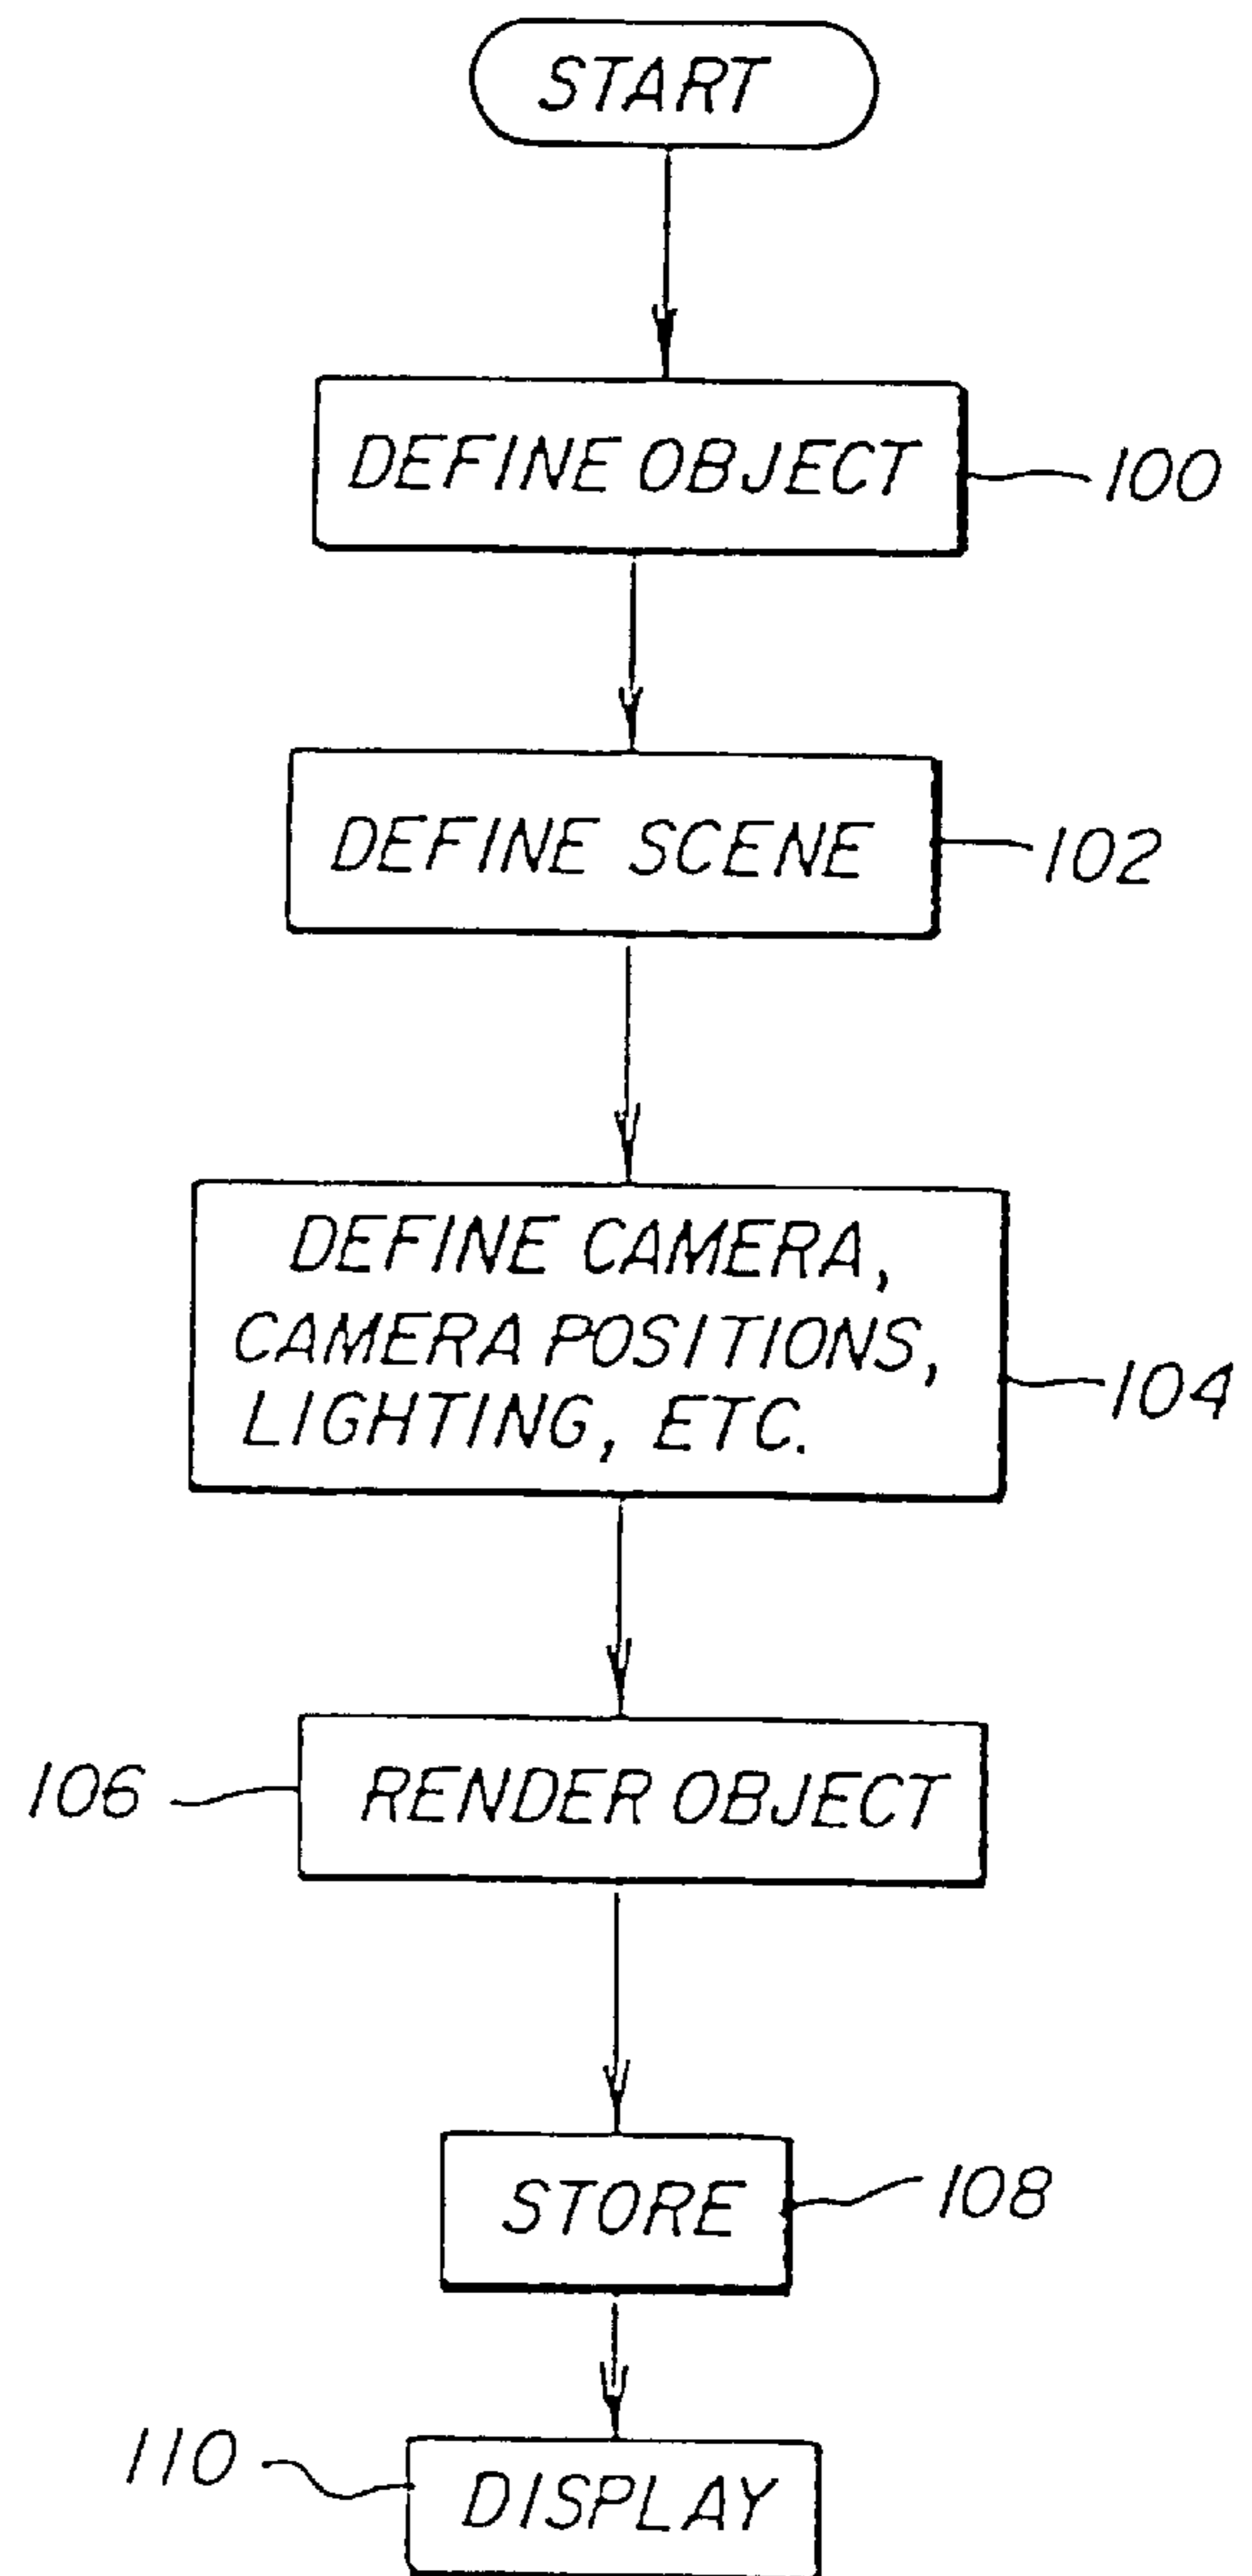 START
DEFINE OBJECT
100
DEFINE SCENE
102
DEFINE CAMERA,
CAMERA POSITIONS,
LIGHTING, ETC.
104
106
RENDER OBJECT
STORE
108
110
DISPLAY